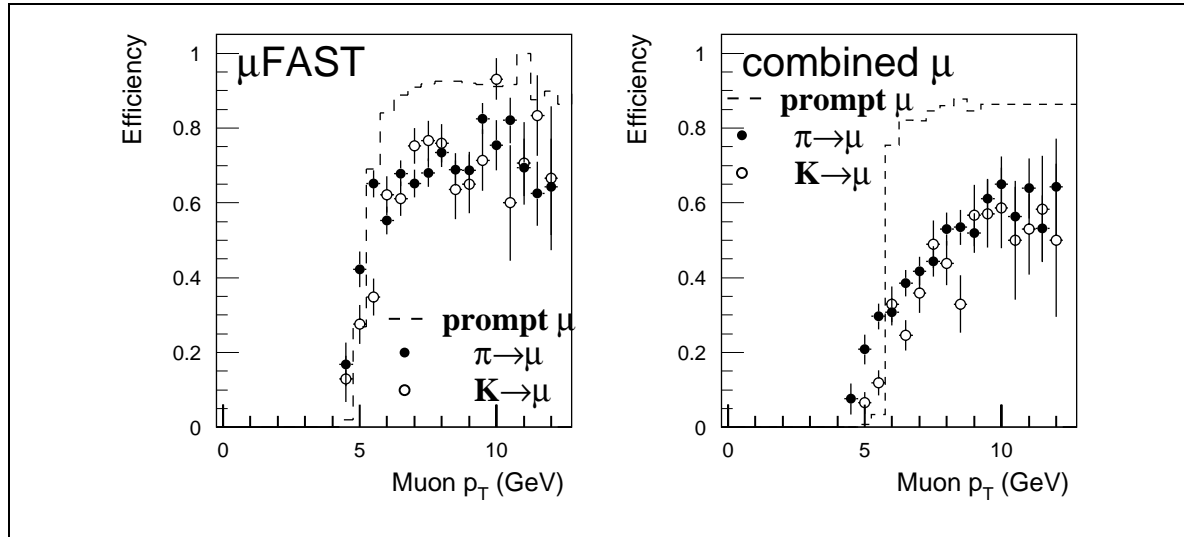 Efficiency
μFAST
1
0.8
0.6
0.4
0.2
0
prompt μ
π→μ
K→μ
0
5
10
Muon p_T (GeV)
Efficiency
combined μ
prompt μ
π→μ
K→μ
1
0.8
0.6
0.4
0.2
0
0
5
10
Muon p_T (GeV)